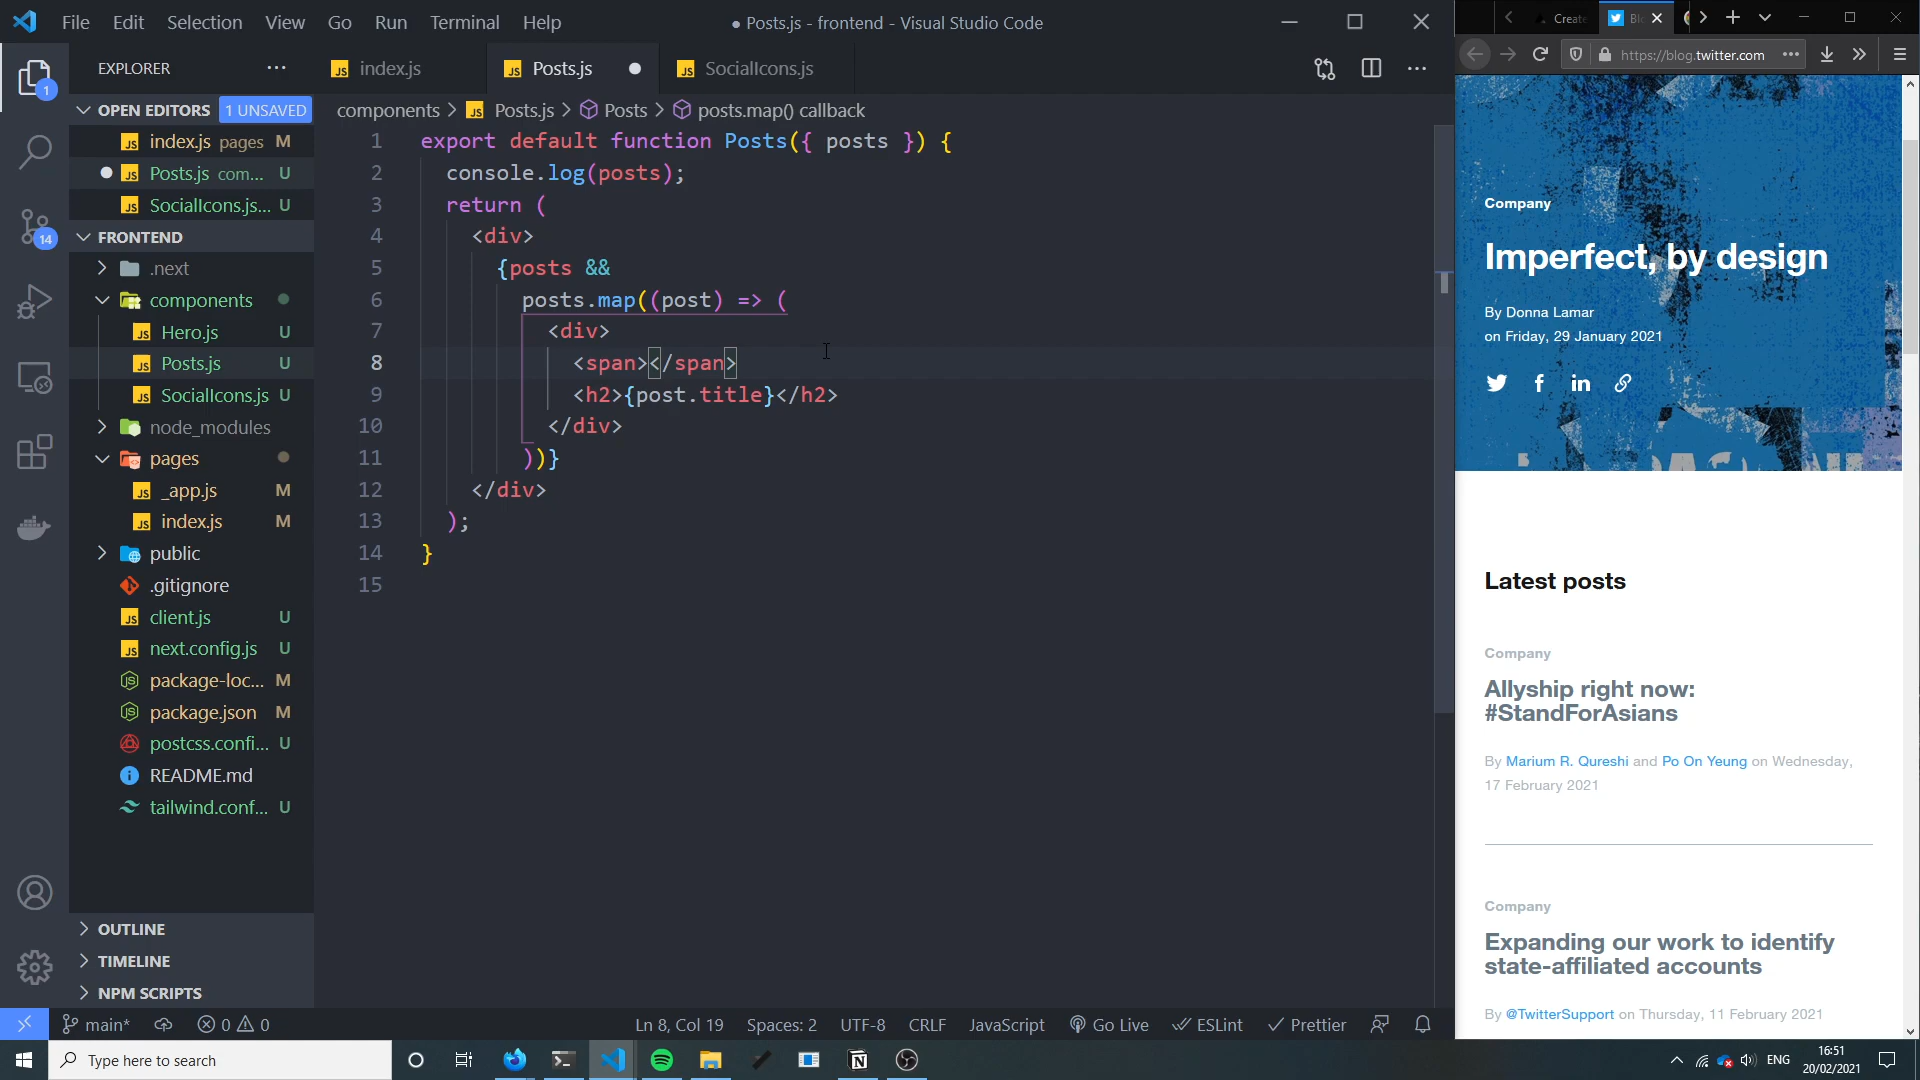 File Edit Selection View Go Run Terminal Help
● Posts.js - frontend - Visual Studio Code
EXPLORER
index.js
Posts.js
SocialIcons.js
OPEN EDITORS 1 UNSAVED
index.js pages M
Posts.js com... U
SocialIcons.js... U
FRONTEND
.next
components
Hero.js U
Posts.js U
SocialIcons.js U
node_modules
pages
_app.js M
index.js M
public
.gitignore
client.js U
next.config.js U
package-loc... M
package.json M
postcss.confi... U
README.md
tailwind.conf... U
OUTLINE
TIMELINE
NPM SCRIPTS
1
14
components > Posts.js > Posts > posts.map() callback
1 export default function Posts({ posts }) {
2 console.log(posts);
3 return (
4 <div>
5 {posts &&
6 posts.map((post) => (
7 <div>
8 <span></span>
9 <h2>{post.title}</h2>
10 </div>
11 ))}
12 </div>
13 );
14 }
15
main* 0 0
Ln 8, Col 19 Spaces: 2 UTF-8 CRLF JavaScript Go Live ESLint Prettier
Create
https://blog.twitter.com
Company
Imperfect, by design
By Donna Lamar
on Friday, 29 January 2021
Latest posts
Company
Allyship right now:
#StandForAsians
By Marium R. Qureshi and Po On Yeung on Wednesday,
17 February 2021
Company
Expanding our work to identify
state-affiliated accounts
By @TwitterSupport on Thursday, 11 February 2021
Type here to search
ENG
16:51
20/02/2021